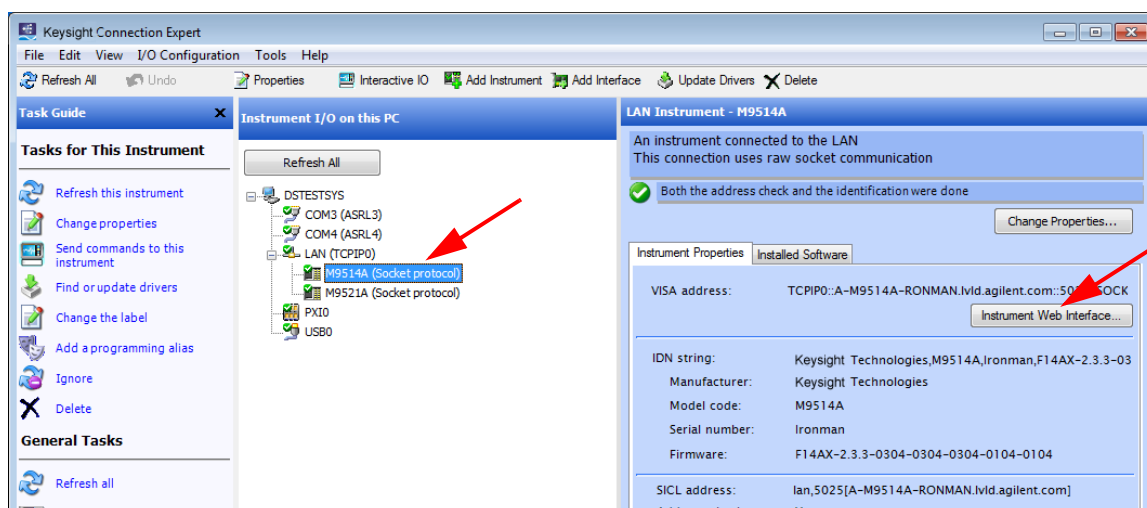 Keysight Connection Expert
File Edit View I/O Configuration Tools Help
Refresh All Undo Properties Interactive IO Add Instrument Add Interface Update Drivers Delete
Task Guide
Tasks for This Instrument
Refresh this instrument
Change properties
Send commands to this
instrument
Find or update drivers
Change the label
Add a programming alias
Ignore
Delete
General Tasks
Refresh all
Instrument I/O on this PC
Refresh All
DSTESTSYS
COM3 (ASRL3)
COM4 (ASRL4)
LAN (TCPIP0)
M9514A (Socket protocol)
M9521A (Socket protocol)
PXI0
USB0
LAN Instrument - M9514A
An instrument connected to the LAN
This connection uses raw socket communication
Both the address check and the identification were done
Change Properties...
Instrument Properties Installed Software
VISA address: TCPIP0::A-M9514A-RONMAN.lvld.agilent.com::50
Instrument Web Interface...
IDN string: Keysight Technologies,M9514A,Ironman,F14AX-2.3.3-03
Manufacturer: Keysight Technologies
Model code: M9514A
Serial number: Ironman
Firmware: F14AX-2.3.3-0304-0304-0304-0104-0104
SICL address: lan,5025[A-M9514A-RONMAN.lvld.agilent.com]